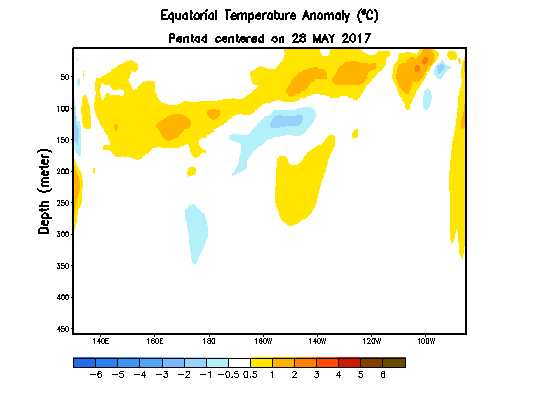 Equatorial Temperature Anomaly (°C)
Pentad centered on 28 MAY 2017
Depth (meter)
50
100
150
200
250
300
350
400
450
140E 160E 180 160W 140W 120W 100W
-6 -5 -4 -3 -2 -1 -0.5 0.5 1 2 3 4 5 6